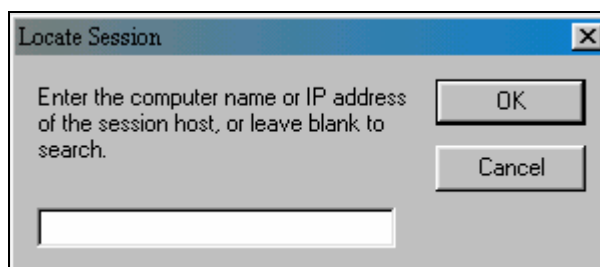 Locate Session
Enter the computer name or IP address
of the session host, or leave blank to
search.
OK
Cancel